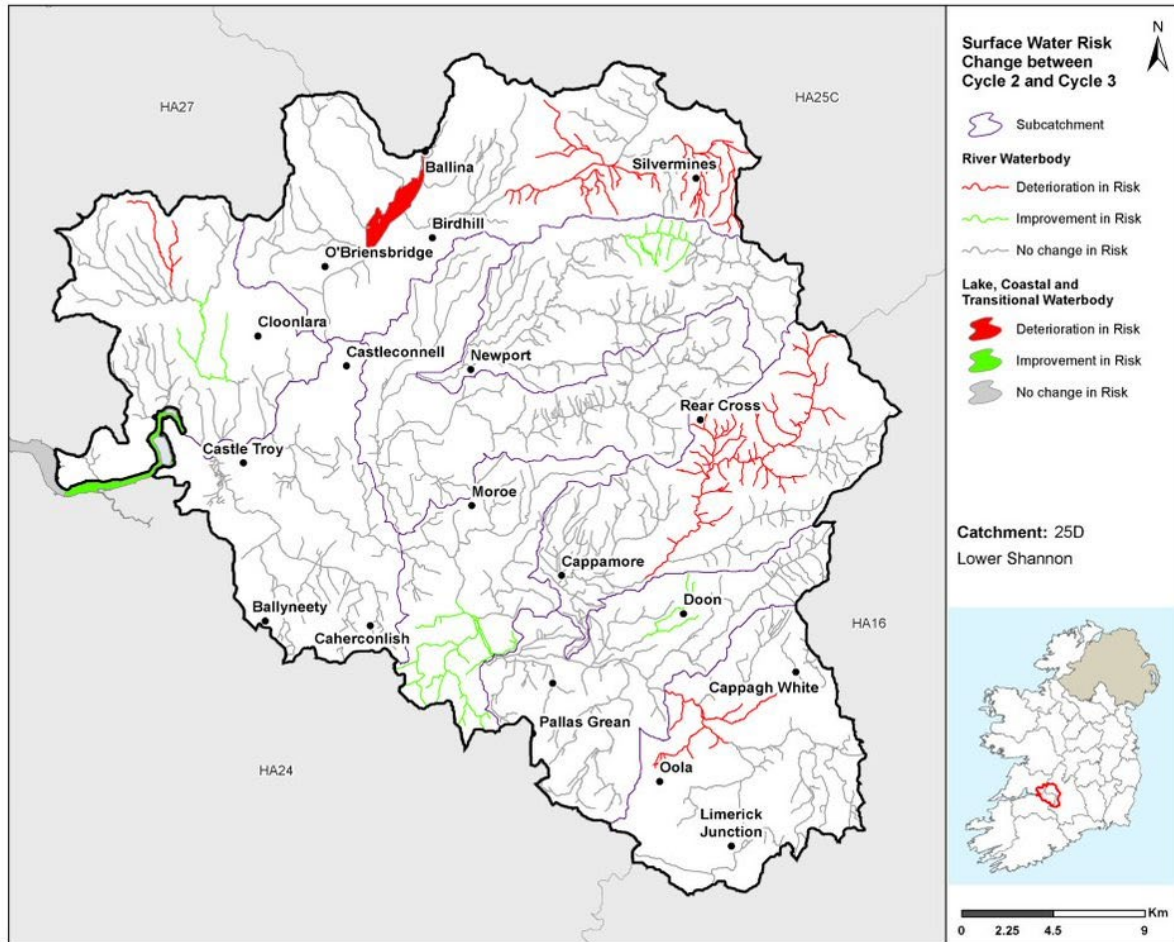 HA27
HA25C
Ballina
Silvermines
Birdhill
O'Briensbridge
Cloonlara
Castleconnell
Newport
Rear Cross
Castle Troy
Moroe
Cappamore
Doon
Ballyneety
Caherconlish
HA16
Cappagh White
Pallas Grean
Oola
HA24
Limerick
Junction
Surface Water Risk
Change between
Cycle 2 and Cycle 3
N
Subcatchment
River Waterbody
Deterioration in Risk
Improvement in Risk
No change in Risk
Lake, Coastal and
Transitional Waterbody
Deterioration in Risk
Improvement in Risk
No change in Risk
Catchment: 25D
Lower Shannon
Km
0 2.25 4.5 9